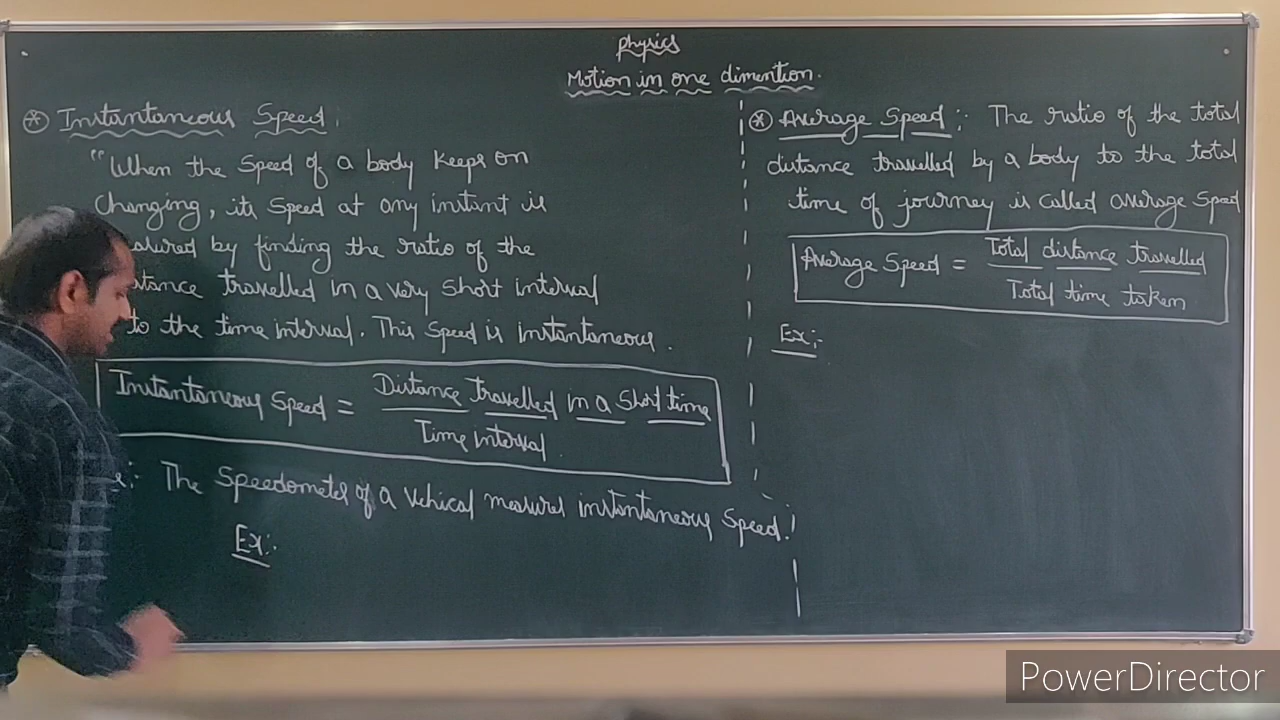 Physics
Motion in one dimention.
Instantaneous Speed:
"When the Speed of a body keeps on
Changing, its Speed at any instant is
by finding the ratio of the
travelled in a very short interval
to the time interval. This Speed is instantaneous.
Instantaneous Speed = Distance travelled in a short time
Time interval
The Speedometer of a vehical mesures instantaneous Speed.
Ex:-
Average Speed:- The ratio of the total
distance travelled by a body to the total
time of journey is called average Speed
Average Speed = Total distance travelled
Total time taken
Ex:-
PowerDirector